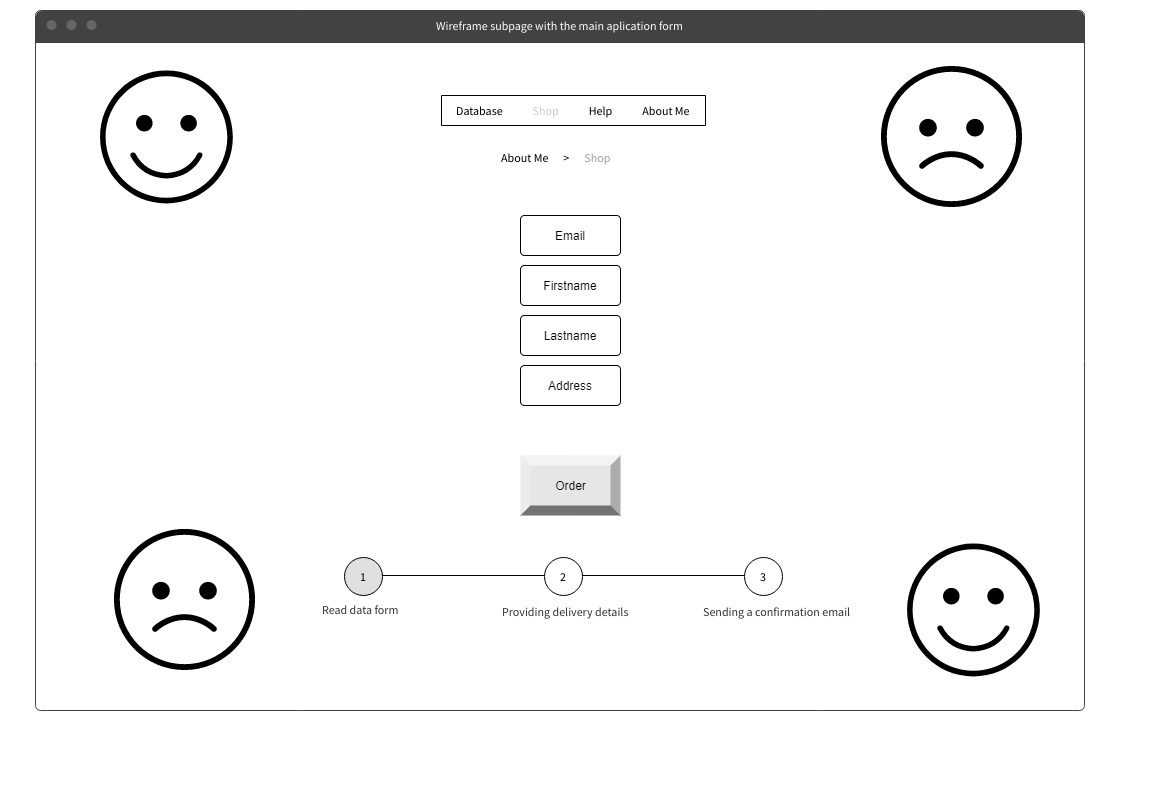 Wireframe subpage with the main aplication form
Database Shop Help About Me
About Me > Shop
Email
Firstname
Lastname
Address
Order
1 2 3
Read data form Providing delivery details Sending a confirmation email